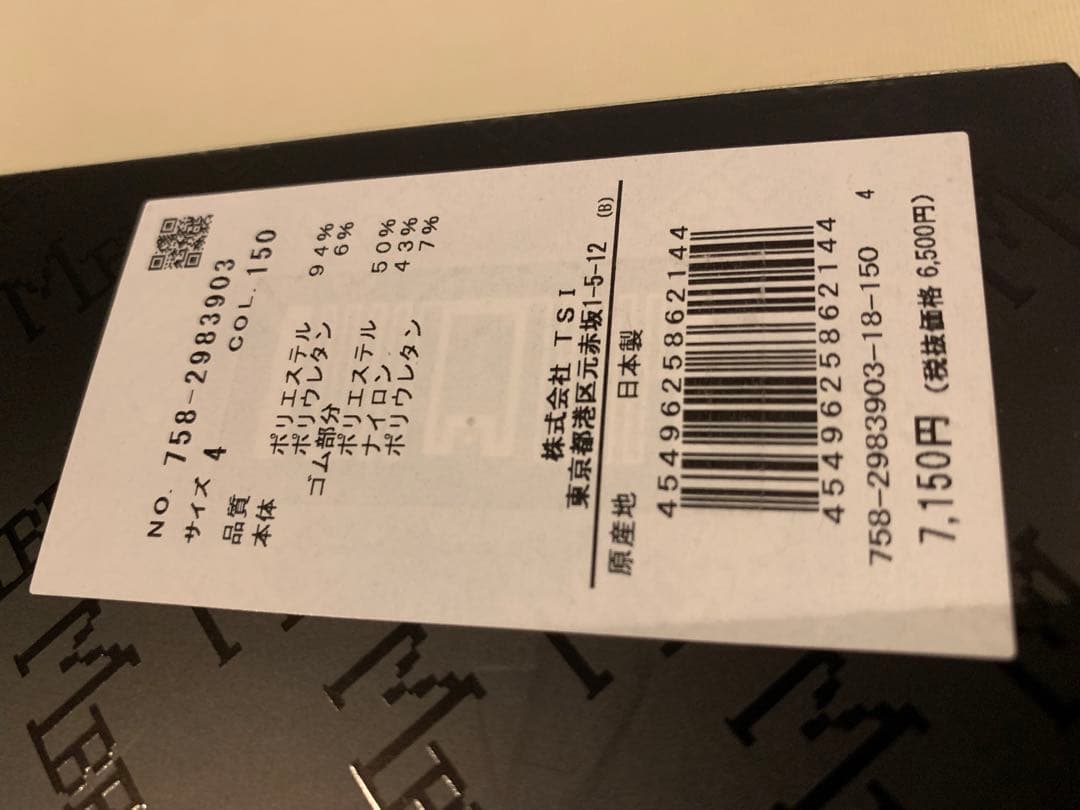 NO. 758-2983903
サイズ 4 COL.150
品質
本体 ポリエステル 94%
ポリウレタン 6%
ゴム部分
ポリエステル 50%
ナイロン 43%
ポリウレタン 7%
株式会社 TSI
東京都港区元赤坂1-5-12 (B)
原産地 日本製
4549625862144
4549625862144
758-2983903-18-150 4
7,150円 (税抜価格 6,500円)